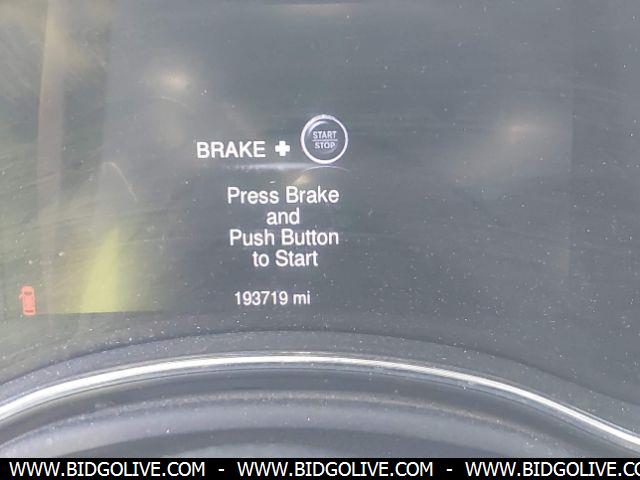 BRAKE + START STOP
Press Brake
and
Push Button
to Start
193719 mi
WWW.BIDGOLIVE.COM - WWW.BIDGOLIVE.COM - WWW.BIDGOLIVE.CO